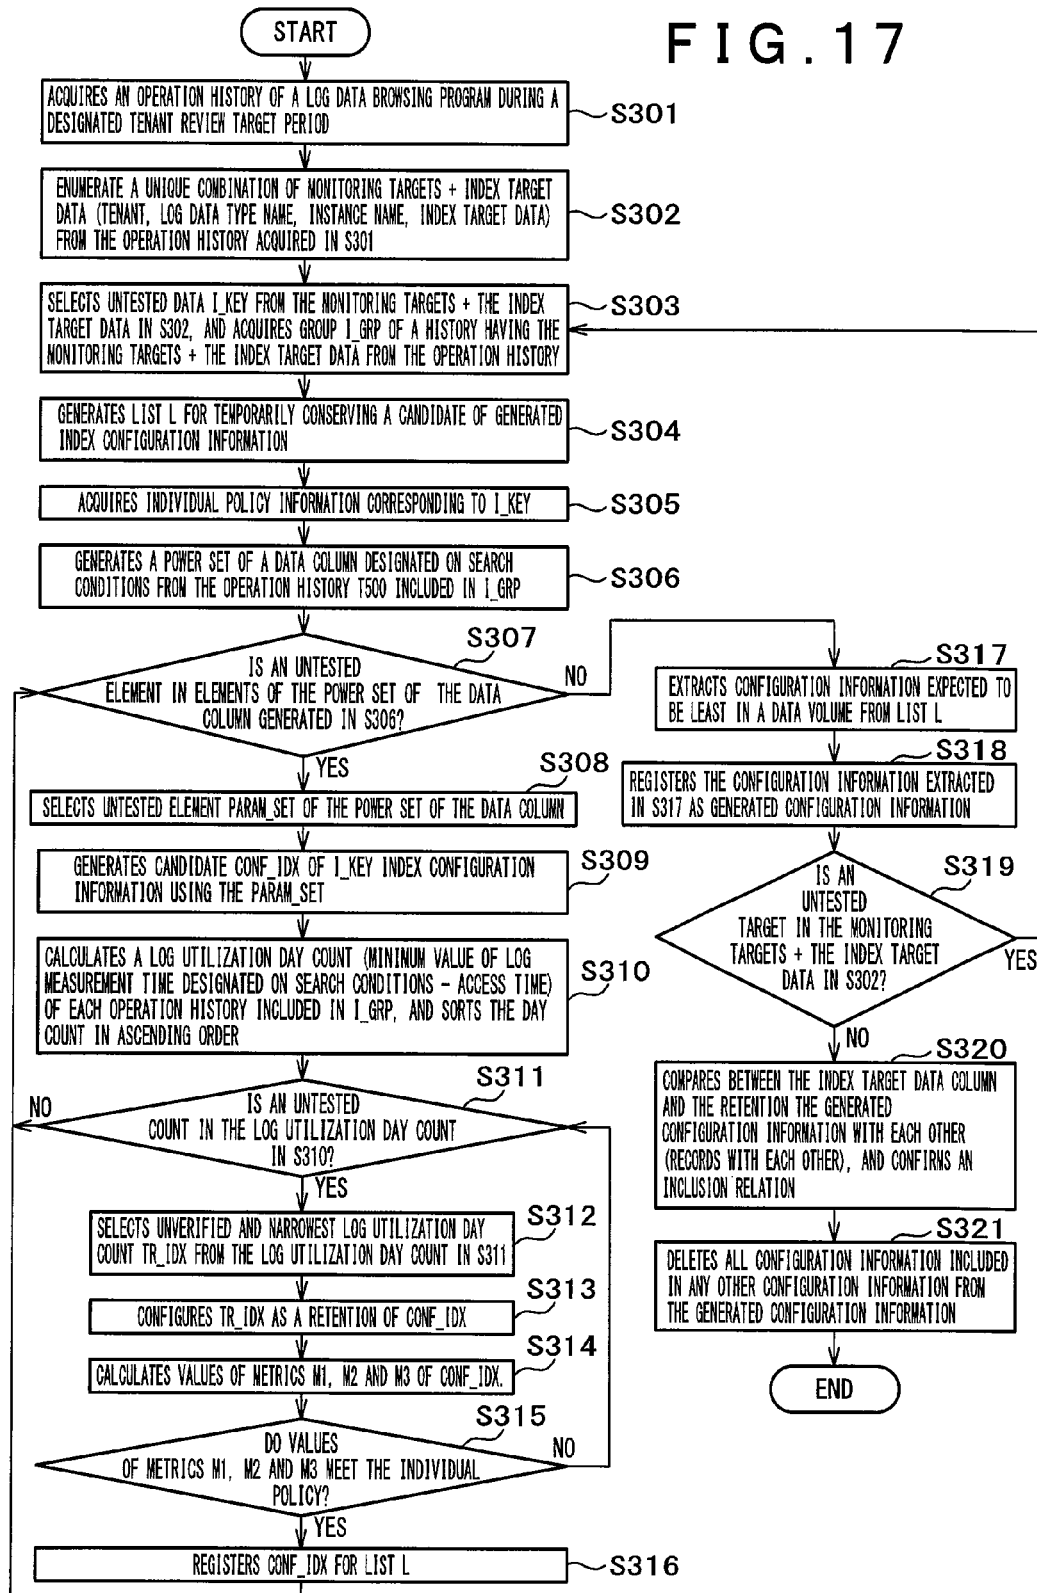 START
FIG.17
ACQUIRES AN OPERATION HISTORY OF A LOG DATA BROWSING PROGRAM DURING A
DESIGNATED TENANT REVIEW TARGET PERIOD
S301
ENUMERATE A UNIQUE COMBINATION OF MONITORING TARGETS + INDEX TARGET
DATA (TENANT, LOG DATA TYPE NAME, INSTANCE NAME, INDEX TARGET DATA)
FROM THE OPERATION HISTORY ACQUIRED IN S301
S302
SELECTS UNTESTED DATA I_KEY FROM THE MONITORING TARGETS + THE INDEX
TARGET DATA IN S302, AND ACQUIRES GROUP I_GRP OF A HISTORY HAVING THE
MONITORING TARGETS + THE INDEX TARGET DATA FROM THE OPERATION HISTORY
S303
GENERATES LIST L FOR TEMPORARILY CONSERVING A CANDIDATE OF GENERATED
INDEX CONFIGURATION INFORMATION
S304
ACQUIRES INDIVIDUAL POLICY INFORMATION CORRESPONDING TO I_KEY
S305
GENERATES A POWER SET OF A DATA COLUMN DESIGNATED ON SEARCH
CONDITIONS FROM THE OPERATION HISTORY T500 INCLUDED IN I_GRP
S306
S307
IS AN UNTESTED
ELEMENT IN ELEMENTS OF THE POWER SET OF THE DATA
COLUMN GENERATED IN S306?
NO
YES
S308
SELECTS UNTESTED ELEMENT PARAM_SET OF THE POWER SET OF THE DATA COLUMN
GENERATES CANDIDATE CONF_IDX OF I_KEY INDEX CONFIGURATION
INFORMATION USING THE PARAM_SET
S309
CALCULATES A LOG UTILIZATION DAY COUNT (MINIMUM VALUE OF LOG
MEASUREMENT TIME DESIGNATED ON SEARCH CONDITIONS - ACCESS TIME)
OF EACH OPERATION HISTORY INCLUDED IN I_GRP, AND SORTS THE DAY
COUNT IN ASCENDING ORDER
S310
S311
NO
IS AN UNTESTED
COUNT IN THE LOG UTILIZATION DAY COUNT
IN S310?
YES
SELECTS UNVERIFIED AND NARROWEST LOG UTILIZATION DAY
COUNT TR_IDX FROM THE LOG UTILIZATION DAY COUNT IN S311
S312
S313
CONFIGURES TR_IDX AS A RETENTION OF CONF_IDX
S314
CALCULATES VALUES OF METRICS M1, M2 AND M3 OF CONF_IDX.
S315
DO VALUES
OF METRICS M1, M2 AND M3 MEET THE INDIVIDUAL
POLICY?
NO
YES
REGISTERS CONF_IDX FOR LIST L
S316
S317
EXTRACTS CONFIGURATION INFORMATION EXPECTED TO
BE LEAST IN A DATA VOLUME FROM LIST L
S318
REGISTERS THE CONFIGURATION INFORMATION EXTRACTED
IN S317 AS GENERATED CONFIGURATION INFORMATION
S319
IS AN
UNTESTED
TARGET IN THE MONITORING
TARGETS + THE INDEX TARGET
DATA IN S302?
YES
NO
S320
COMPARES BETWEEN THE INDEX TARGET DATA COLUMN
AND THE RETENTION THE GENERATED
CONFIGURATION INFORMATION WITH EACH OTHER
(RECORDS WITH EACH OTHER), AND CONFIRMS AN
INCLUSION RELATION
S321
DELETES ALL CONFIGURATION INFORMATION INCLUDED
IN ANY OTHER CONFIGURATION INFORMATION FROM
THE GENERATED CONFIGURATION INFORMATION
END